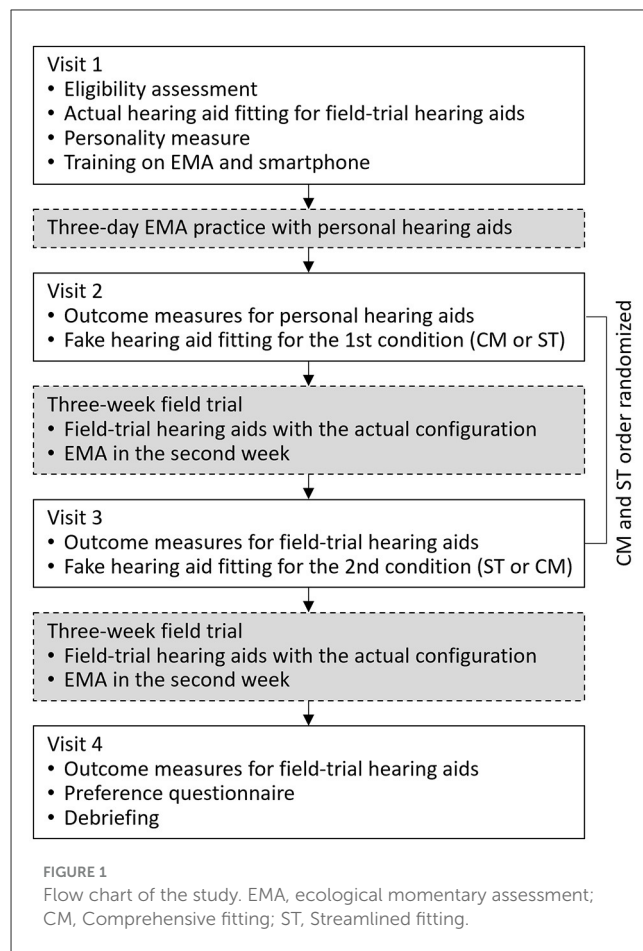 Visit 1
• Eligibility assessment
• Actual hearing aid fitting for field-trial hearing aids
• Personality measure
• Training on EMA and smartphone
Three-day EMA practice with personal hearing aids
Visit 2
• Outcome measures for personal hearing aids
• Fake hearing aid fitting for the 1st condition (CM or ST)
Three-week field trial
• Field-trial hearing aids with the actual configuration
• EMA in the second week
Visit 3
• Outcome measures for field-trial hearing aids
• Fake hearing aid fitting for the 2nd condition (ST or CM)
CM and ST order randomized
Three-week field trial
• Field-trial hearing aids with the actual configuration
• EMA in the second week
Visit 4
• Outcome measures for field-trial hearing aids
• Preference questionnaire
• Debriefing
FIGURE 1
Flow chart of the study. EMA, ecological momentary assessment;
CM, Comprehensive fitting; ST, Streamlined fitting.